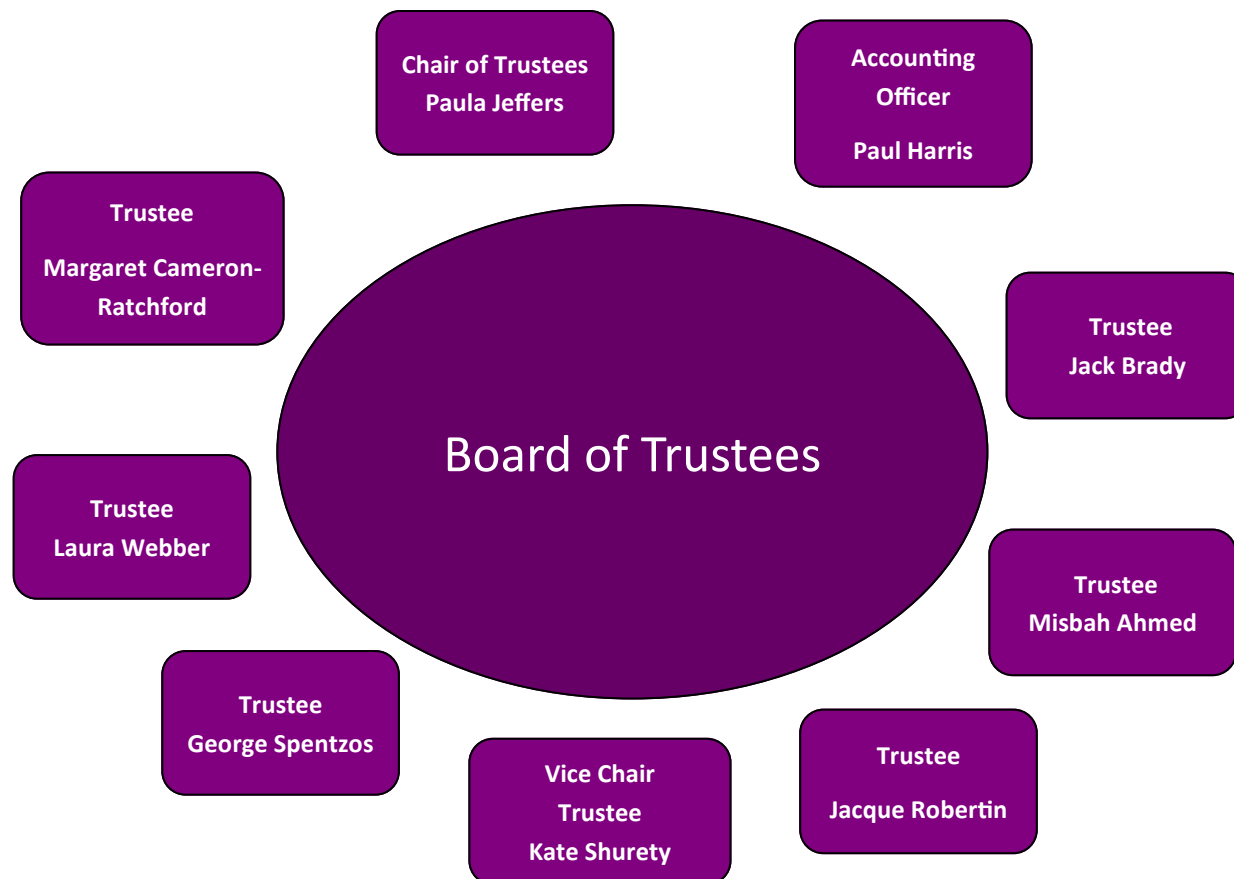 Chair of Trustees
Paula Jeffers
Accounting
Officer
Paul Harris
Trustee
Margaret Cameron-
Ratchford
Trustee
Jack Brady
Board of Trustees
Trustee
Laura Webber
Trustee
Misbah Ahmed
Trustee
George Spentzos
Vice Chair
Trustee
Kate Shurety
Trustee
Jacque Robertin